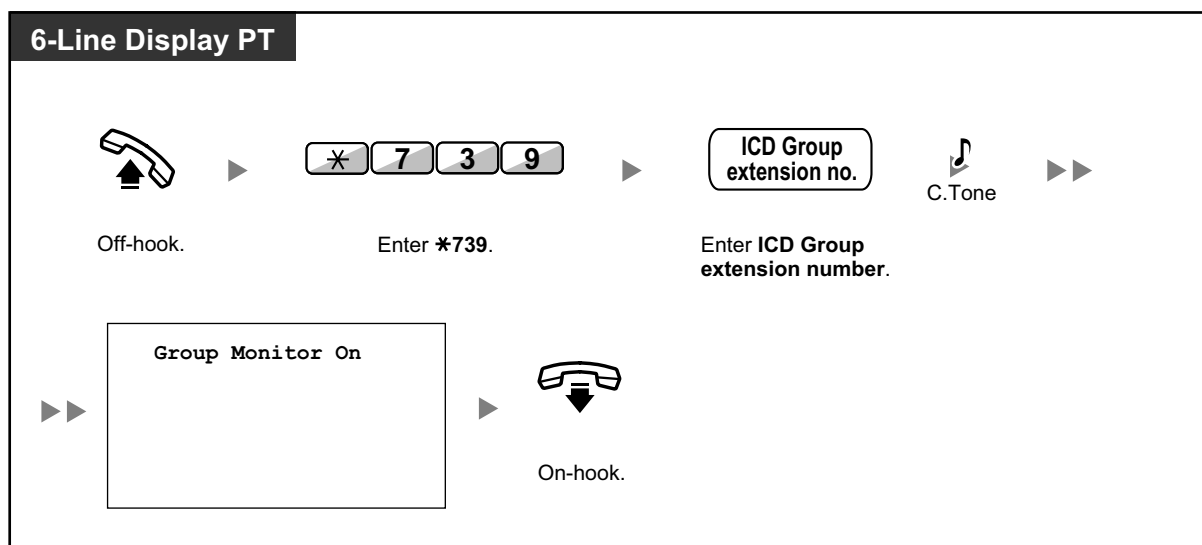 6-Line Display PT
✳ 7 3 9
ICD Group
extension no.
C.Tone
Off-hook.
Enter ✳739.
Enter ICD Group
extension number.
Group Monitor On
On-hook.